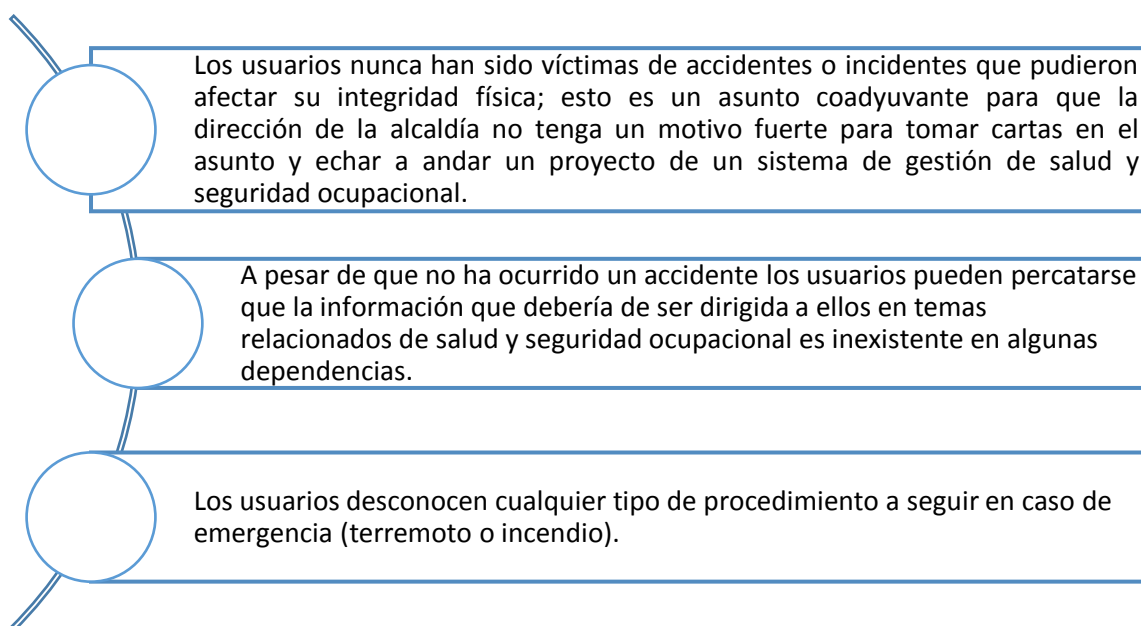 Los usuarios nunca han sido víctimas de accidentes o incidentes que pudieron
afectar su integridad física; esto es un asunto coadyuvante para que la
dirección de la alcaldía no tenga un motivo fuerte para tomar cartas en el
asunto y echar a andar un proyecto de un sistema de gestión de salud y
seguridad ocupacional.
A pesar de que no ha ocurrido un accidente los usuarios pueden percatarse
que la información que debería de ser dirigida a ellos en temas
relacionados de salud y seguridad ocupacional es inexistente en algunas
dependencias.
Los usuarios desconocen cualquier tipo de procedimiento a seguir en caso de
emergencia (terremoto o incendio).